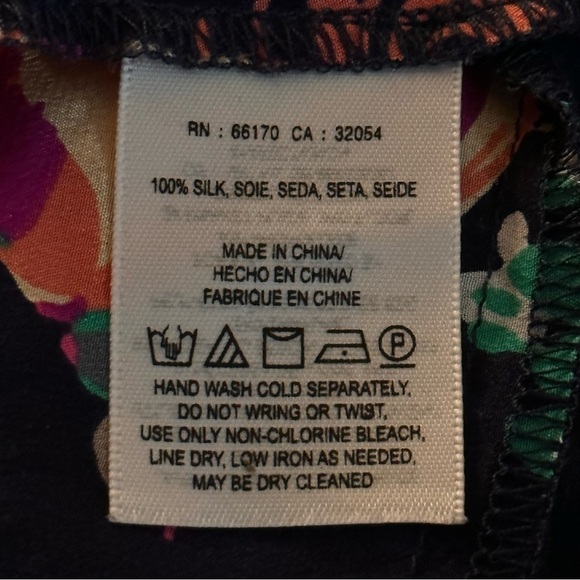 RN : 66170 CA : 32054
100% SILK, SOIE, SEDA, SETA, SEIDE
MADE IN CHINA/
HECHO EN CHINA/
FABRIQUE EN CHINE
P
HAND WASH COLD SEPARATELY,
DO NOT WRING OR TWIST,
USE ONLY NON-CHLORINE BLEACH,
LINE DRY, LOW IRON AS NEEDED,
MAY BE DRY CLEANED